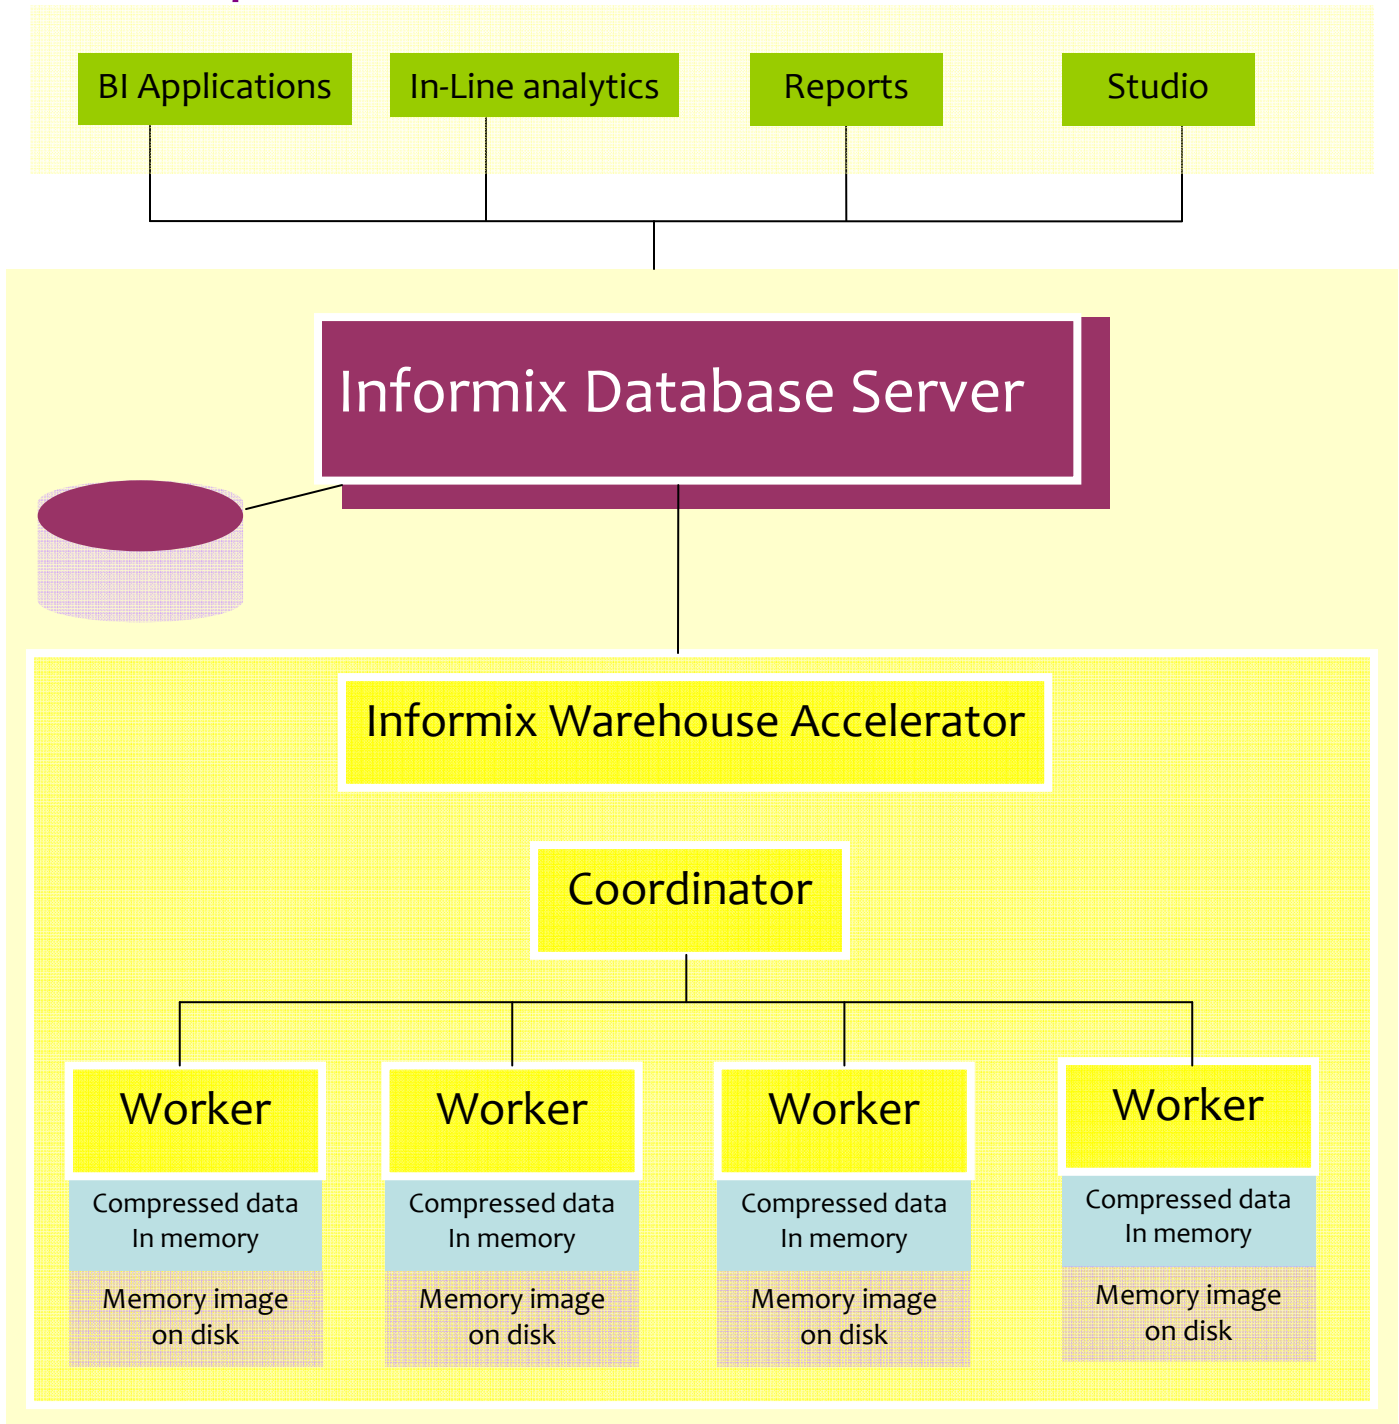 BI Applications
In-Line analytics
Reports
Studio
Informix Database Server
Informix Warehouse Accelerator
Coordinator
Worker
Worker
Worker
Worker
Compressed data
In memory
Compressed data
In memory
Compressed data
In memory
Compressed data
In memory
Memory image
on disk
Memory image
on disk
Memory image
on disk
Memory image
on disk